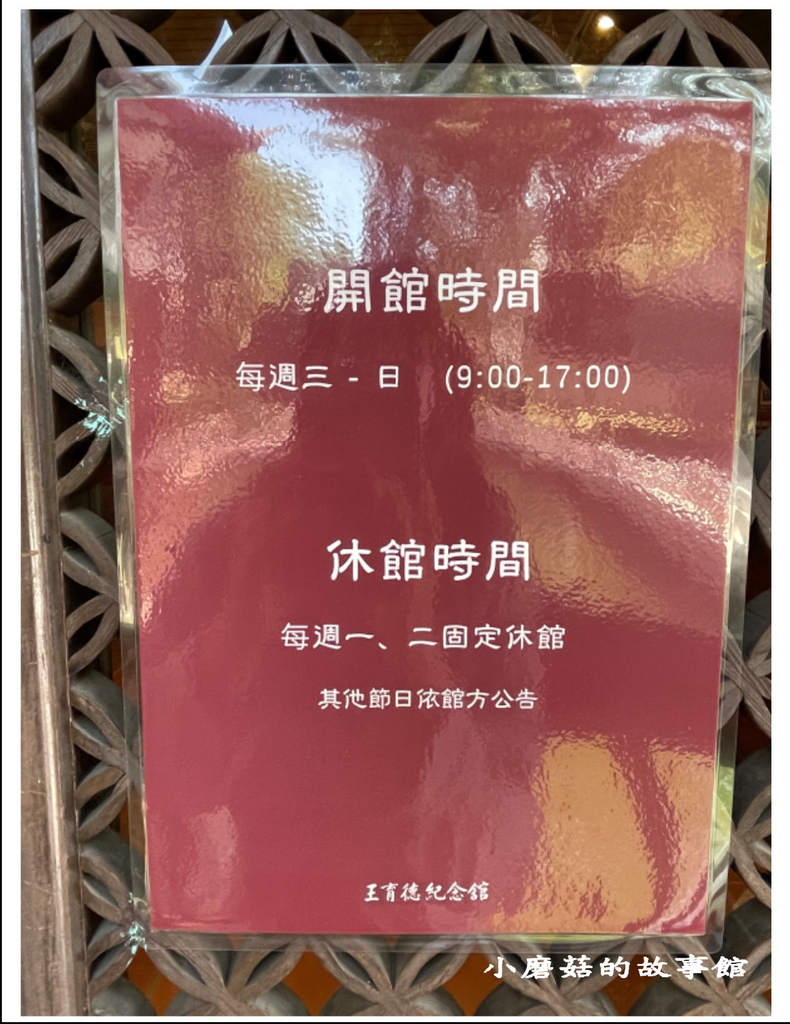 開館時間
每週三 - 日 (9:00-17:00)
休館時間
每週一、二固定休館
其他節日依館方公告
王育德紀念館
小蘑菇的故事館